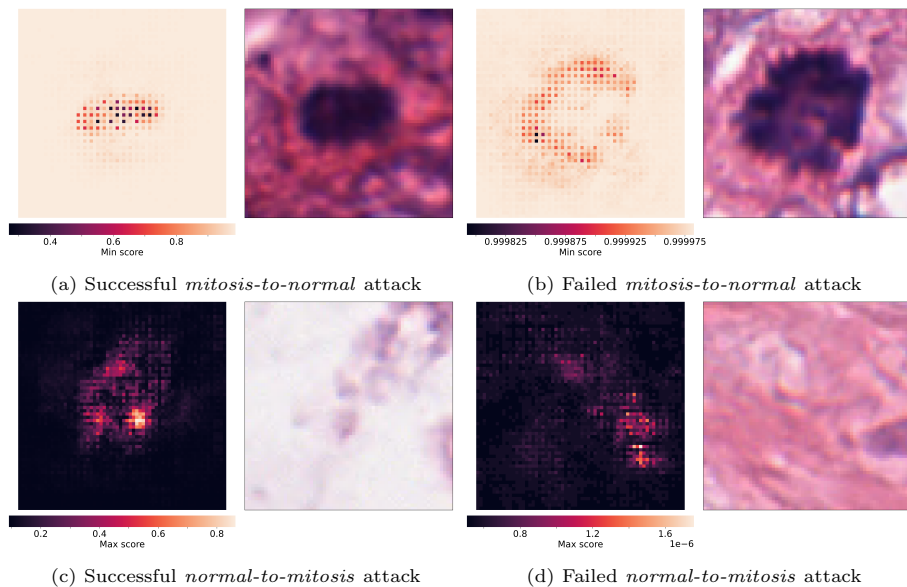 0.4 0.6 0.8
Min score
0.999825 0.999875 0.999925 0.999975
Min score
(a) Successful mitosis-to-normal attack
(b) Failed mitosis-to-normal attack
0.2 0.4 0.6 0.8
Max score
0.8 1.2 1.6
Max score
1e−6
(c) Successful normal-to-mitosis attack
(d) Failed normal-to-mitosis attack